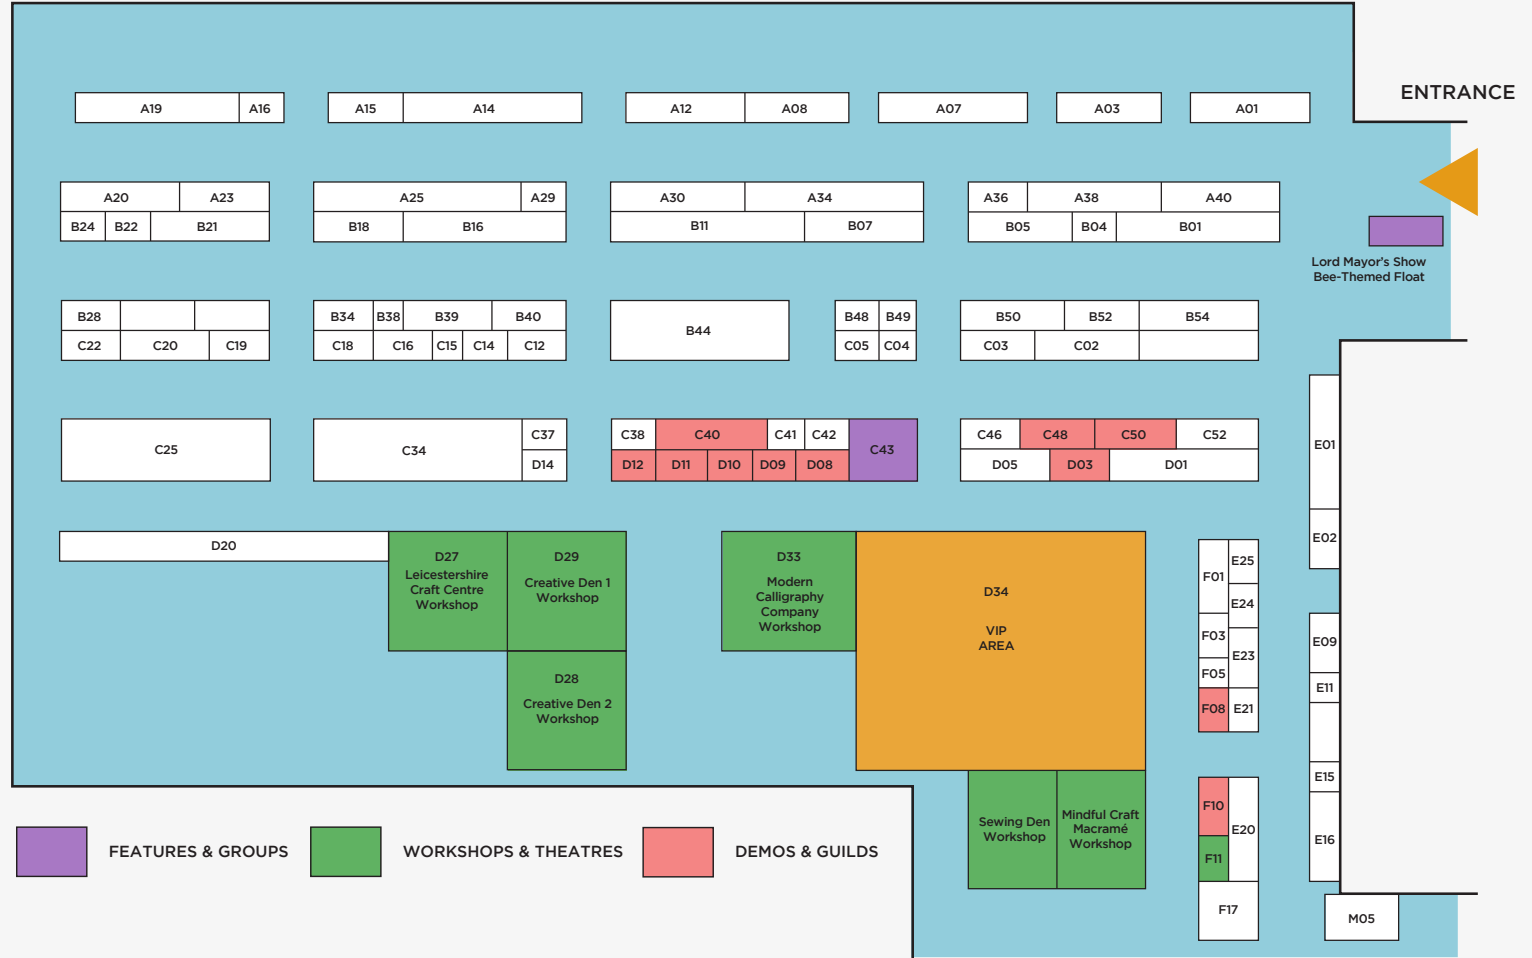 ENTRANCE
A19
A16
A15
A14
A12
A08
A07
A03
A01
A20
A23
A25
A29
A30
A34
A36
A38
A40
B24
B22
B21
B18
B16
B11
B07
B05
B04
B01
Lord Mayor's Show
Bee-Themed Float
B28
B34
B38
B39
B40
B44
B48
B49
B50
B52
B54
C22
C20
C19
C18
C16
C15
C14
C12
C05
C04
C03
C02
C25
C34
C37
D14
C38
C40
C41
C42
C43
D12
D11
D10
D09
D08
C46
C48
C50
C52
D05
D03
D01
E01
E02
D20
D27
Leicestershire
Craft Centre
Workshop
D29
Creative Den 1
Workshop
D28
Creative Den 2
Workshop
D33
Modern
Calligraphy
Company
Workshop
D34
VIP
AREA
F01
E25
E24
F03
E23
F05
F08
E21
E09
E11
E15
E16
Sewing Den
Workshop
Mindful Craft
Macramé
Workshop
F10
E20
F11
F17
M05
FEATURES & GROUPS
WORKSHOPS & THEATRES
DEMOS & GUILDS